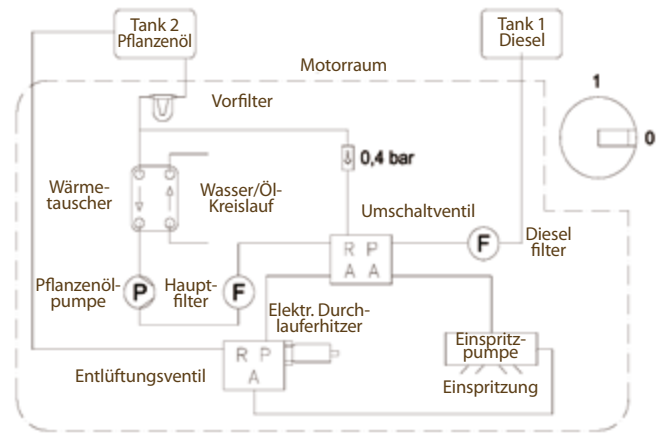 Tank 2
Pflanzenöl
Tank 1
Diesel
Motorraum
1
Vorfilter
0
0,4 bar
Wärme-
tauscher
Wasser/Öl-
Kreislauf
Umschaltventil
R P
A A
F
Diesel
filter
Pflanzenöl-
pumpe
P
Haupt-
filter
F
Elektr. Durch-
lauferhitzer
R P
A
Entlüftungsventil
Einspritz-
pumpe
Einspritzung